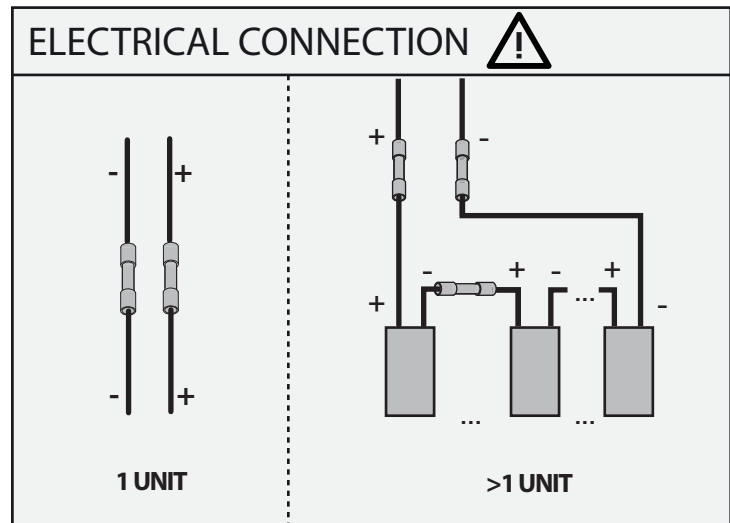 ELECTRICAL CONNECTION
- +
- +
1 UNIT
+ -
- + - ... +
+ -
... ...
>1 UNIT